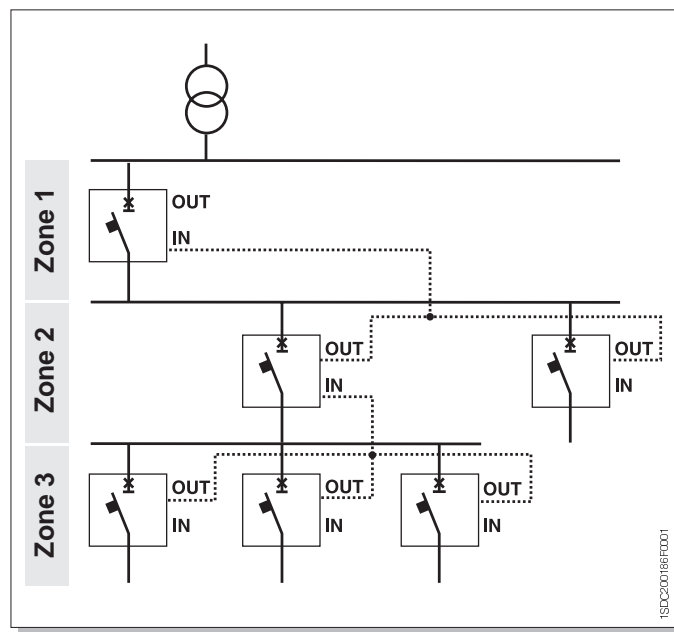 Zone 1
OUT
IN
Zone 2
OUT
IN
OUT
IN
Zone 3
OUT
IN
OUT
IN
OUT
IN
1SDC200186F0001